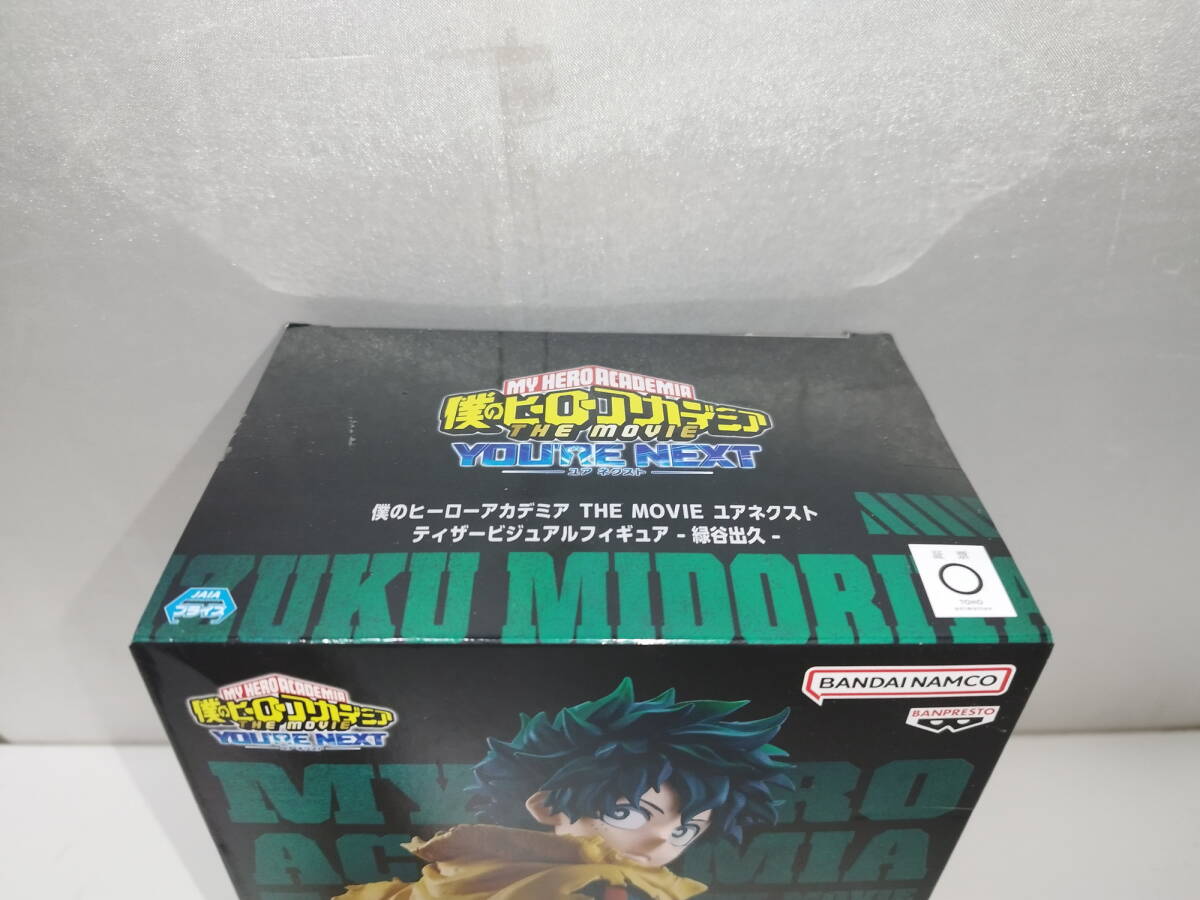 MY HERO ACADEMIA
僕のヒーローアカデミア
THE MOVIE
YOU'RE NEXT
ユア ネクスト
僕のヒーローアカデミア THE MOVIE ユアネクスト
ティザービジュアルフィギュア - 緑谷出久 -
ZUKU MIDORIYA
JAIA
プライズ
証票
TOHO
animation
MY HERO ACADEMIA
僕のヒーローアカデミア
THE MOVIE
YOU'RE NEXT
BANDAI NAMCO
BANPRESTO
MY RO
AC MIA